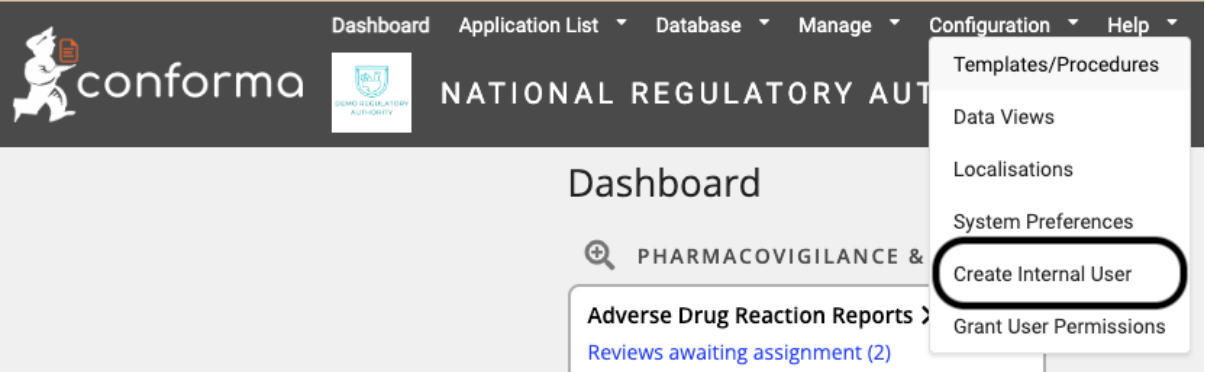 Dashboard Application List Database Manage Configuration Help
conforma
DEMO REGULATORY
AUTHORITY
NATIONAL REGULATORY AUT
Templates/Procedures
Data Views
Localisations
System Preferences
Create Internal User
Grant User Permissions
Dashboard
PHARMACOVIGILANCE &
Adverse Drug Reaction Reports
Reviews awaiting assignment (2)